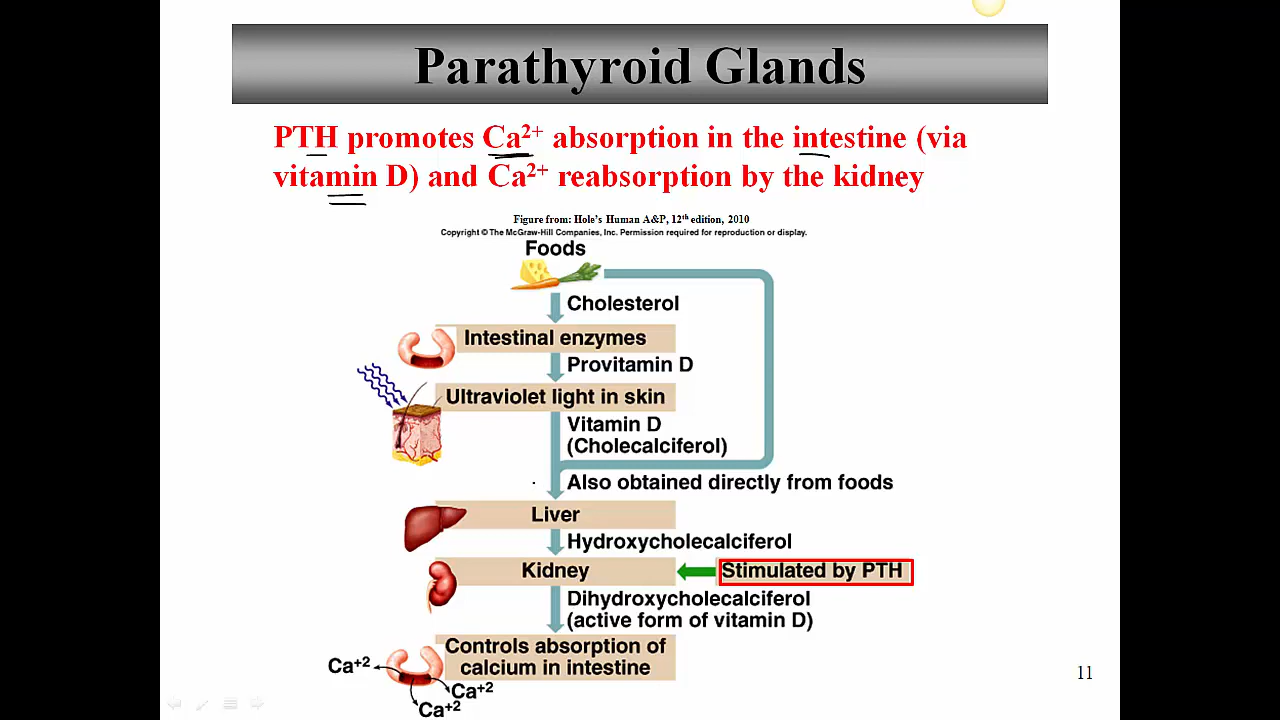 Parathyroid Glands
PTH promotes Ca2+ absorption in the intestine (via
vitamin D) and Ca2+ reabsorption by the kidney
Figure from: Hole's Human A&P, 12th edition, 2010
Copyright © The McGraw-Hill Companies, Inc. Permission required for reproduction or display.
Foods
Cholesterol
Intestinal enzymes
Provitamin D
Ultraviolet light in skin
Vitamin D
(Cholecalciferol)
Also obtained directly from foods
Liver
Hydroxycholecalciferol
Kidney
Stimulated by PTH
Dihydroxycholecalciferol
(active form of vitamin D)
Controls absorption of
calcium in intestine
Ca+2
Ca+2
Ca+2
11